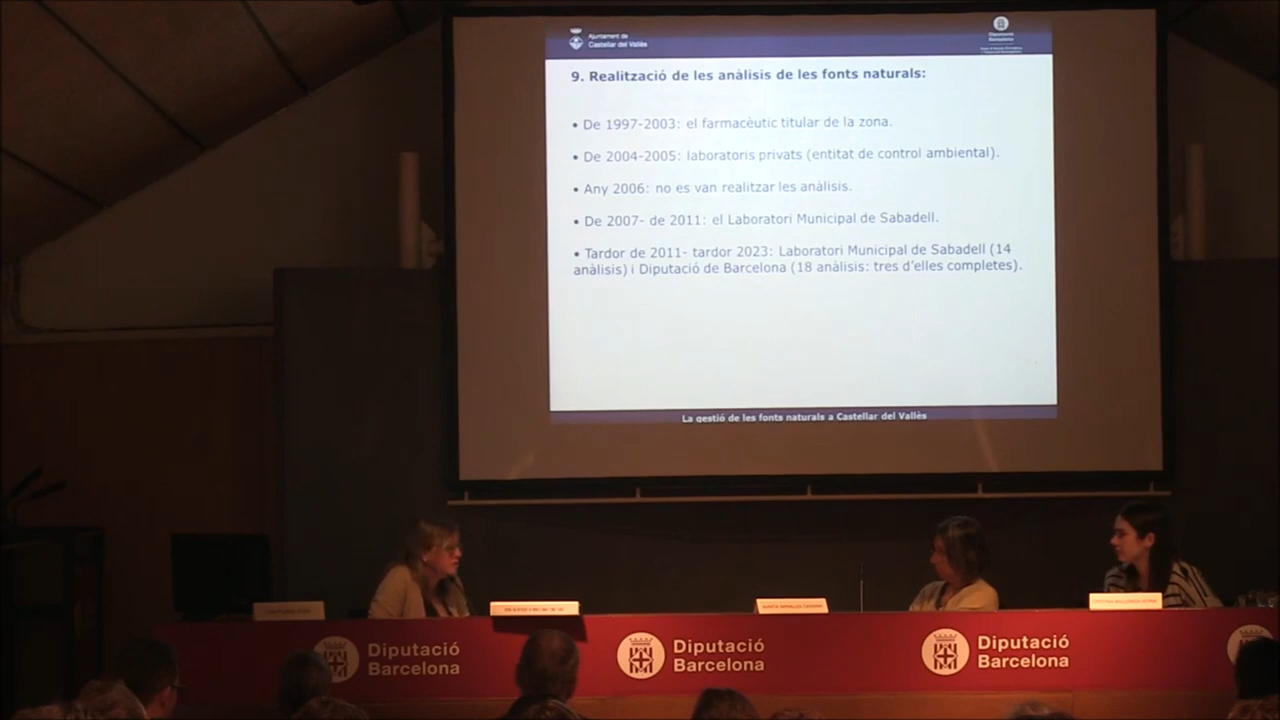 Ajuntament de
Castellar del Vallès
Diputació
Barcelona
9. Realització de les anàlisis de les fonts naturals:
• De 1997-2003: el farmacèutic titular de la zona.
• De 2004-2005: laboratoris privats (entitat de control ambiental).
• Any 2006: no es van realitzar les anàlisis.
• De 2007- de 2011: el Laboratori Municipal de Sabadell.
• Tardor de 2011- tardor 2023: Laboratori Municipal de Sabadell (14
anàlisis) i Diputació de Barcelona (18 anàlisis: tres d'elles completes).
La gestió de les fonts naturals a Castellar del Vallès
Diputació
Barcelona
Diputació
Barcelona
Diputació
Barcelona